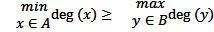 min max
x ∈ A deg (x) ≥ y ∈ B deg(y)